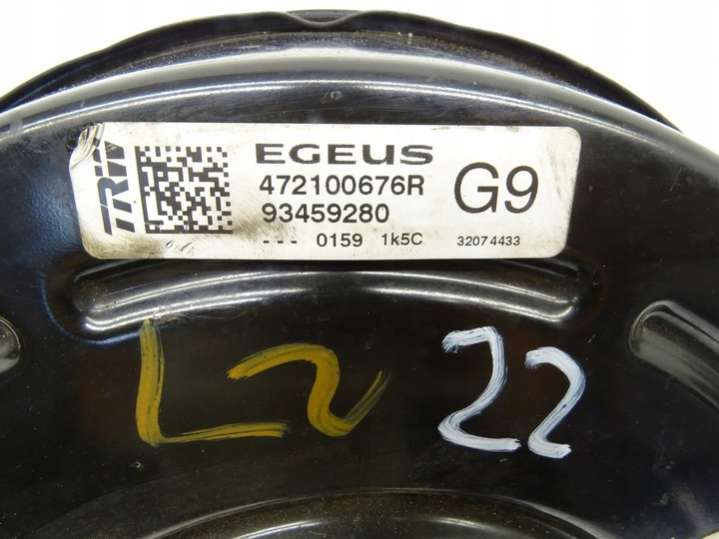 TRW
EGEUS
472100676R
G9
93459280
--- 0159 1k5C 32074433
L2 22